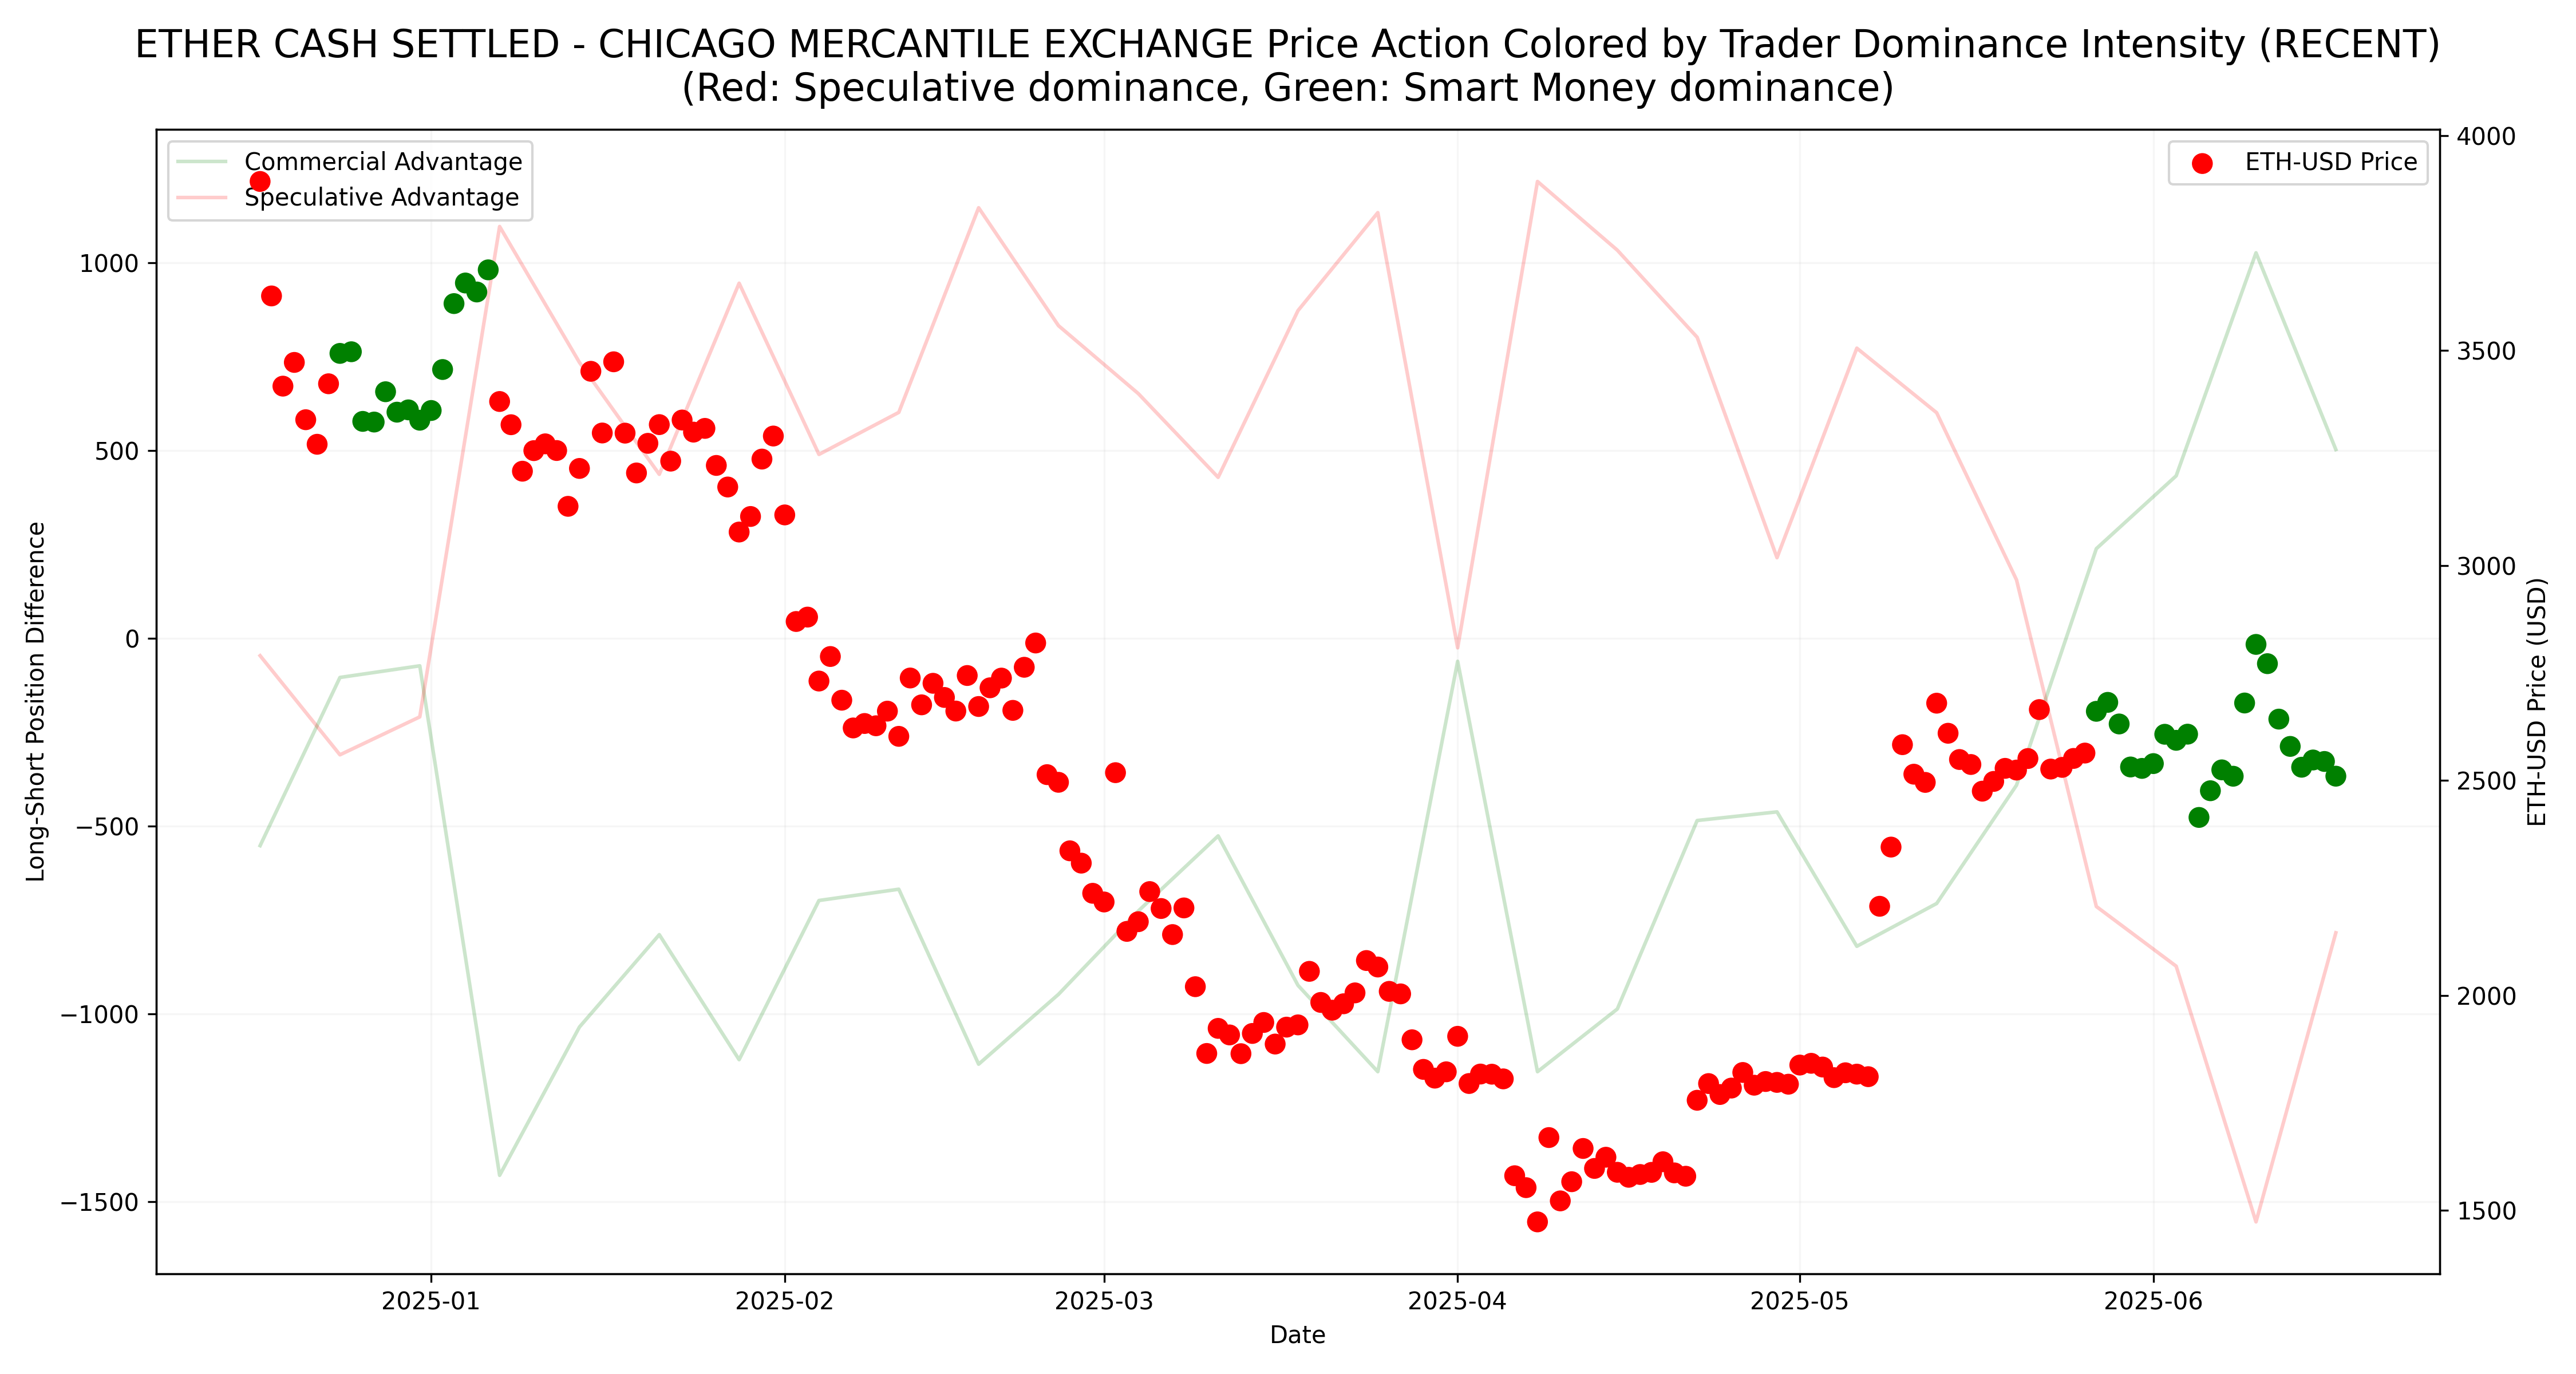 ETHER CASH SETTLED - CHICAGO MERCANTILE EXCHANGE Price Action Colored by Trader Dominance Intensity (RECENT)
(Red: Speculative dominance, Green: Smart Money dominance)
Commercial Advantage
Speculative Advantage
ETH-USD Price
Long-Short Position Difference
1000
500
0
−500
−1000
−1500
4000
3500
3000
2500
2000
1500
ETH-USD Price (USD)
2025-01
2025-02
2025-03
2025-04
2025-05
2025-06
Date